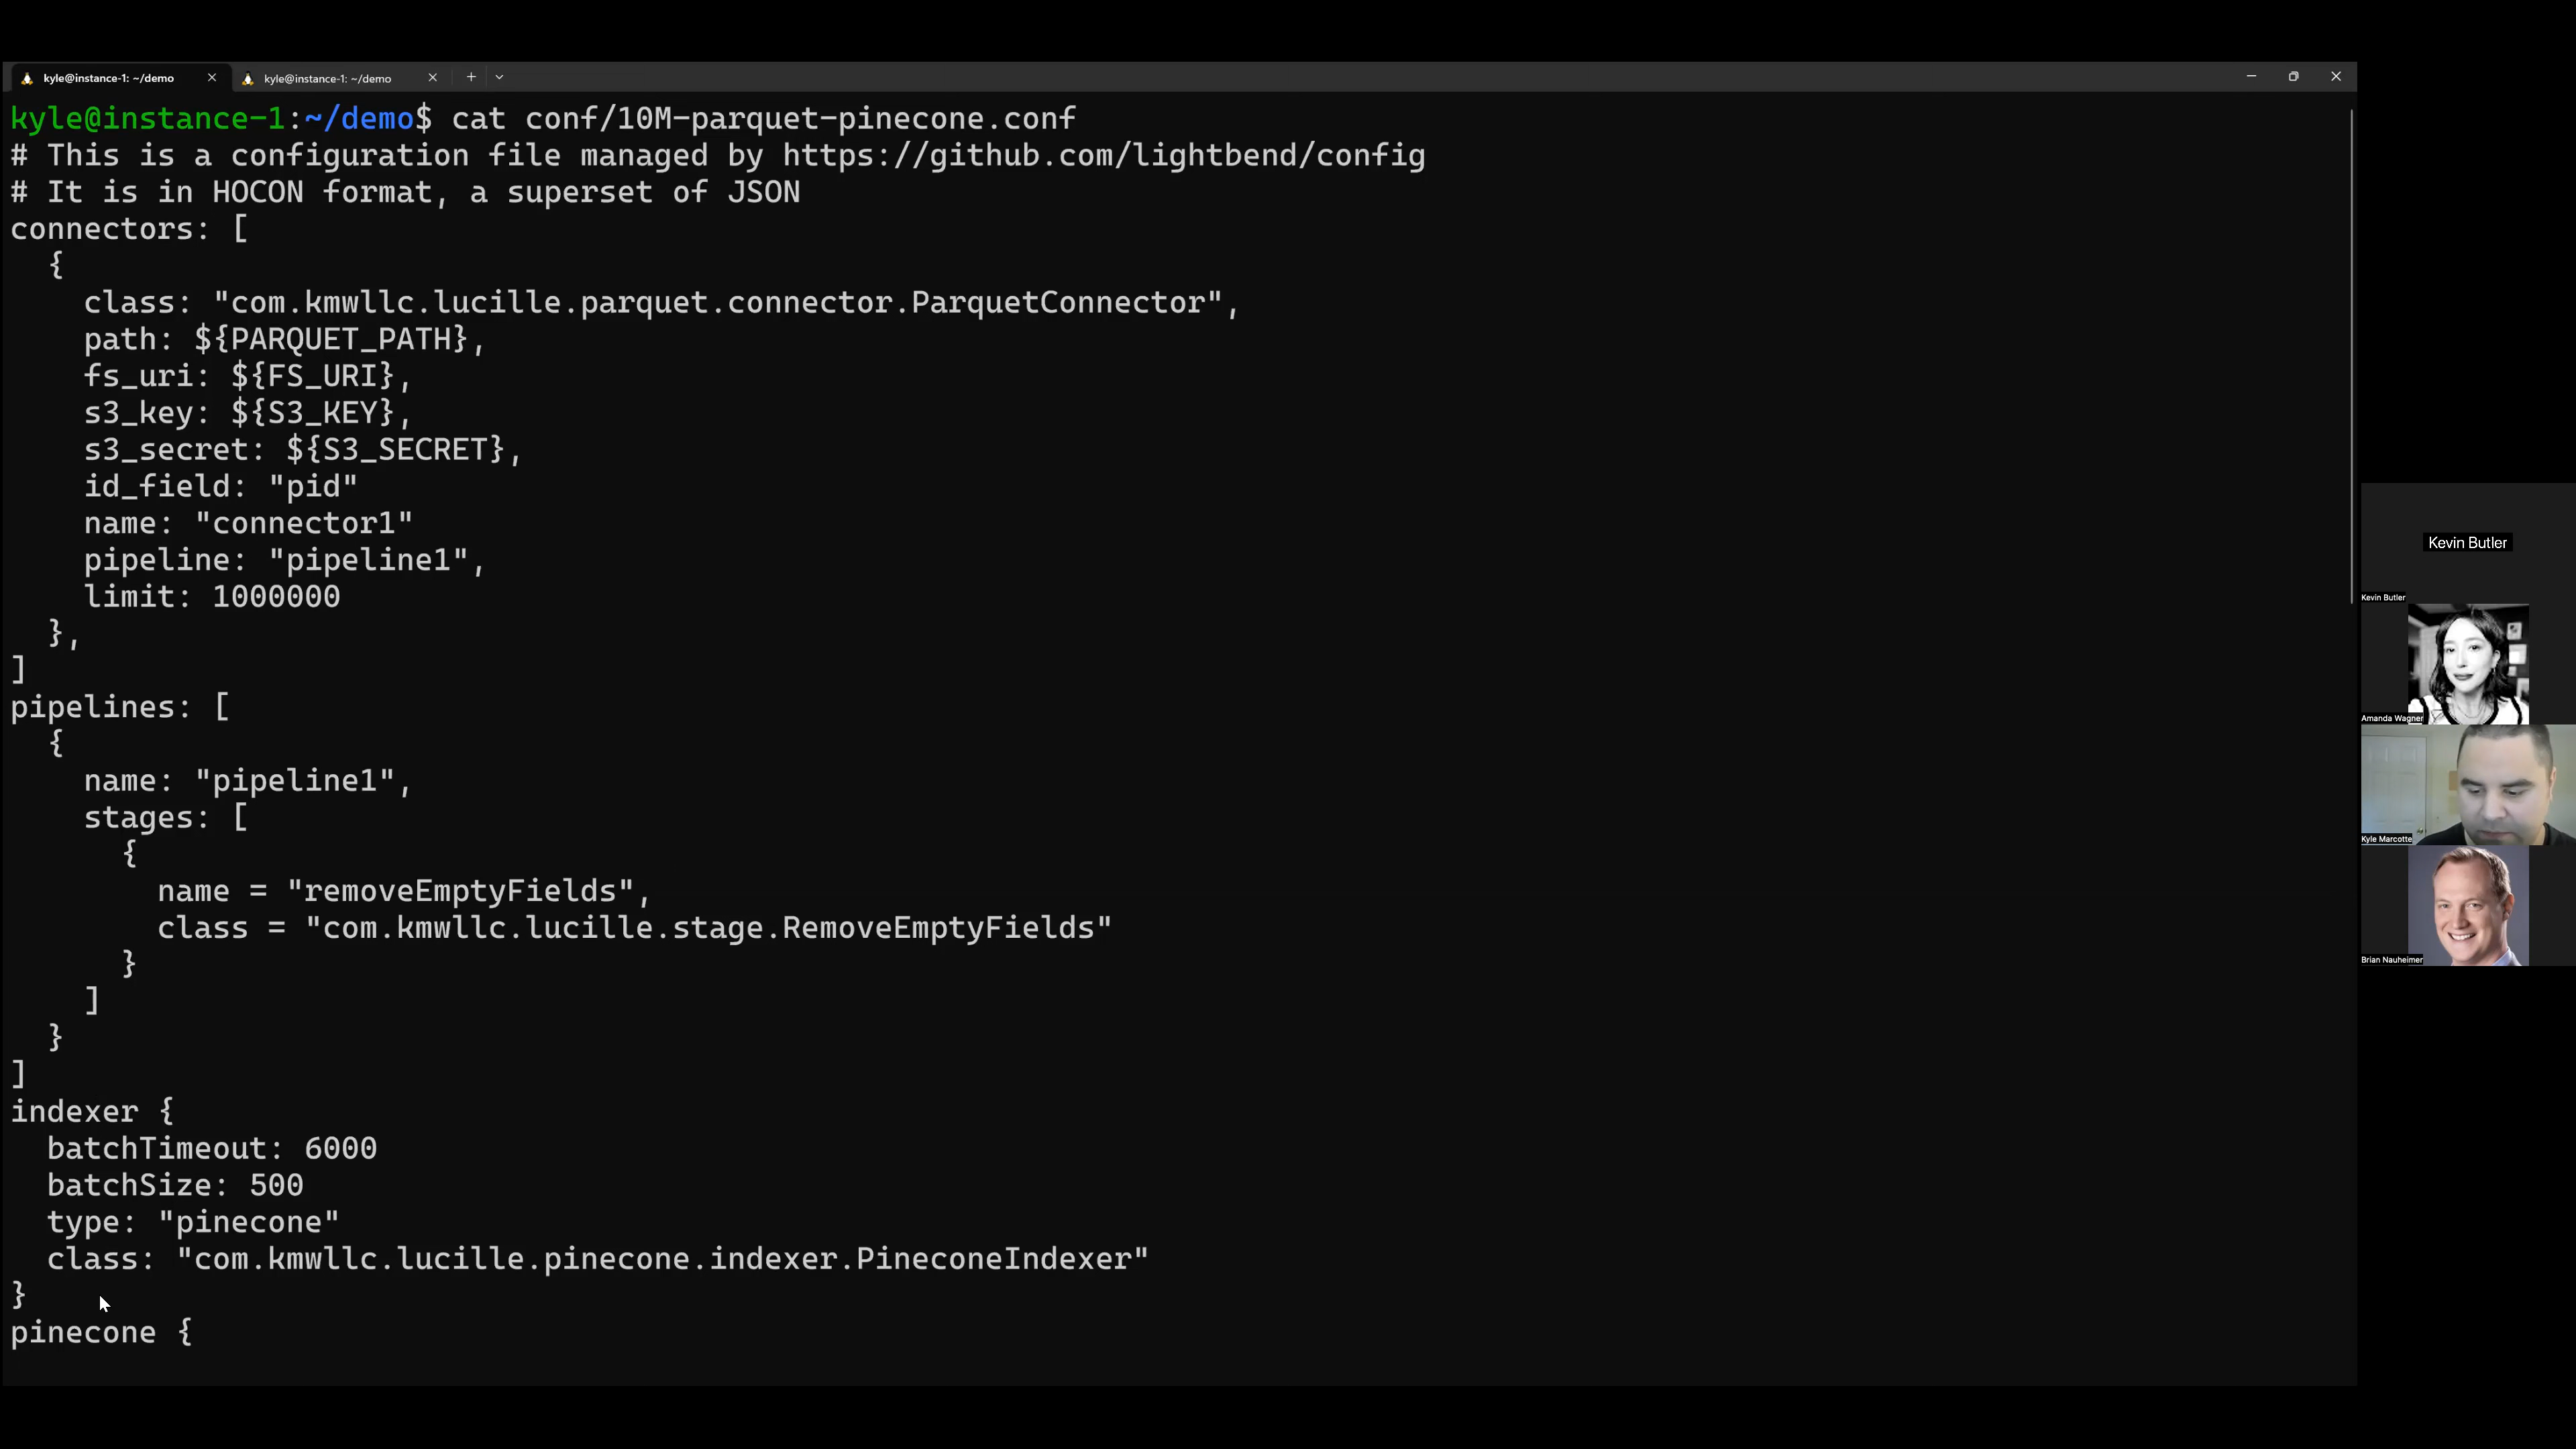 kyle@instance-1: ~/demo
kyle@instance-1: ~/demo
kyle@instance-1:~/demo$ cat conf/10M-parquet-pinecone.conf
# This is a configuration file managed by https://github.com/lightbend/config
# It is in HOCON format, a superset of JSON
connectors: [
  {
    class: "com.kmwllc.lucille.parquet.connector.ParquetConnector",
    path: ${PARQUET_PATH},
    fs_uri: ${FS_URI},
    s3_key: ${S3_KEY},
    s3_secret: ${S3_SECRET},
    id_field: "pid"
    name: "connector1"
    pipeline: "pipeline1",
    limit: 1000000
  },
]
pipelines: [
  {
    name: "pipeline1",
    stages: [
      {
        name = "removeEmptyFields",
        class = "com.kmwllc.lucille.stage.RemoveEmptyFields"
      }
    ]
  }
]
indexer {
  batchTimeout: 6000
  batchSize: 500
  type: "pinecone"
  class: "com.kmwllc.lucille.pinecone.indexer.PineconeIndexer"
}
pinecone {
Kevin Butler
Kevin Butler
Amanda Wagner
Kyle Marcotte
Brian Nauheimer